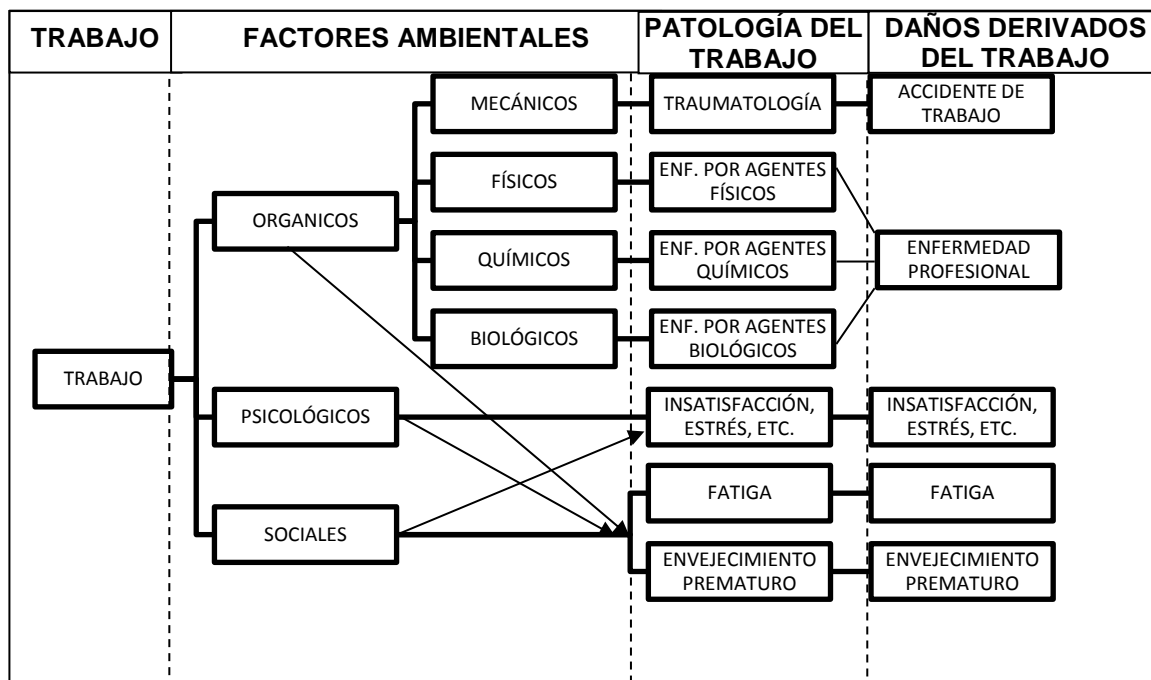 TRABAJO
FACTORES AMBIENTALES
PATOLOGÍA DEL
TRABAJO
DAÑOS DERIVADOS
DEL TRABAJO
MECÁNICOS
TRAUMATOLOGÍA
ACCIDENTE DE
TRABAJO
FÍSICOS
ENF. POR AGENTES
FÍSICOS
ORGANICOS
QUÍMICOS
ENF. POR AGENTES
QUÍMICOS
ENFERMEDAD
PROFESIONAL
BIOLÓGICOS
ENF. POR AGENTES
BIOLÓGICOS
TRABAJO
PSICOLÓGICOS
INSATISFACCIÓN,
ESTRÉS, ETC.
INSATISFACCIÓN,
ESTRÉS, ETC.
FATIGA
FATIGA
SOCIALES
ENVEJECIMIENTO
PREMATURO
ENVEJECIMIENTO
PREMATURO